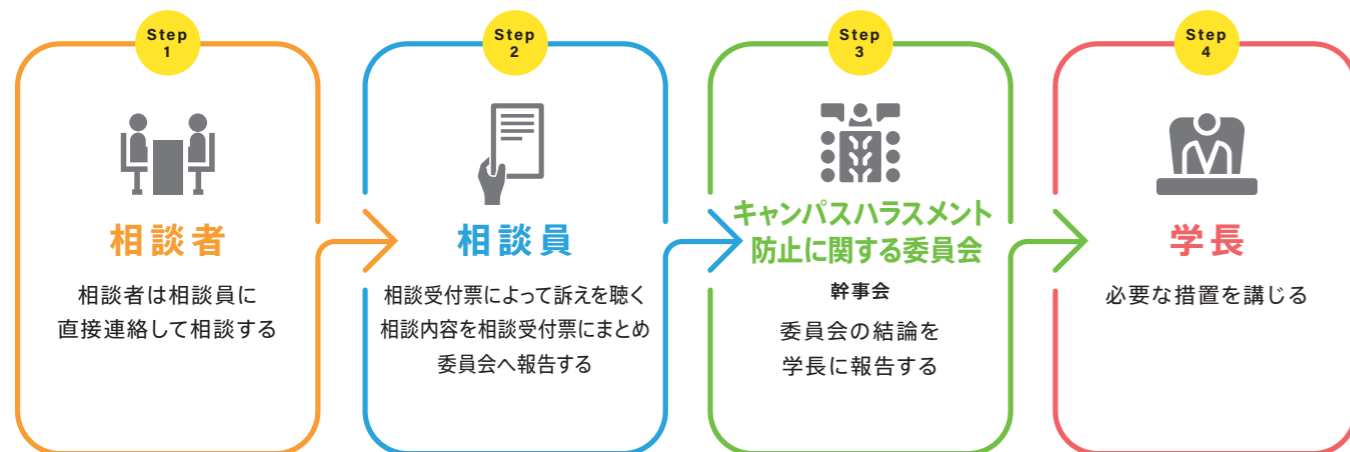 Step
1
相談者
相談者は相談員に
直接連絡して相談する
Step
2
相談員
相談受付票によって訴えを聴く
相談内容を相談受付票にまとめ
委員会へ報告する
Step
3
キャンパスハラスメント
防止に関する委員会
幹事会
委員会の結論を
学長に報告する
Step
4
学長
必要な措置を講じる